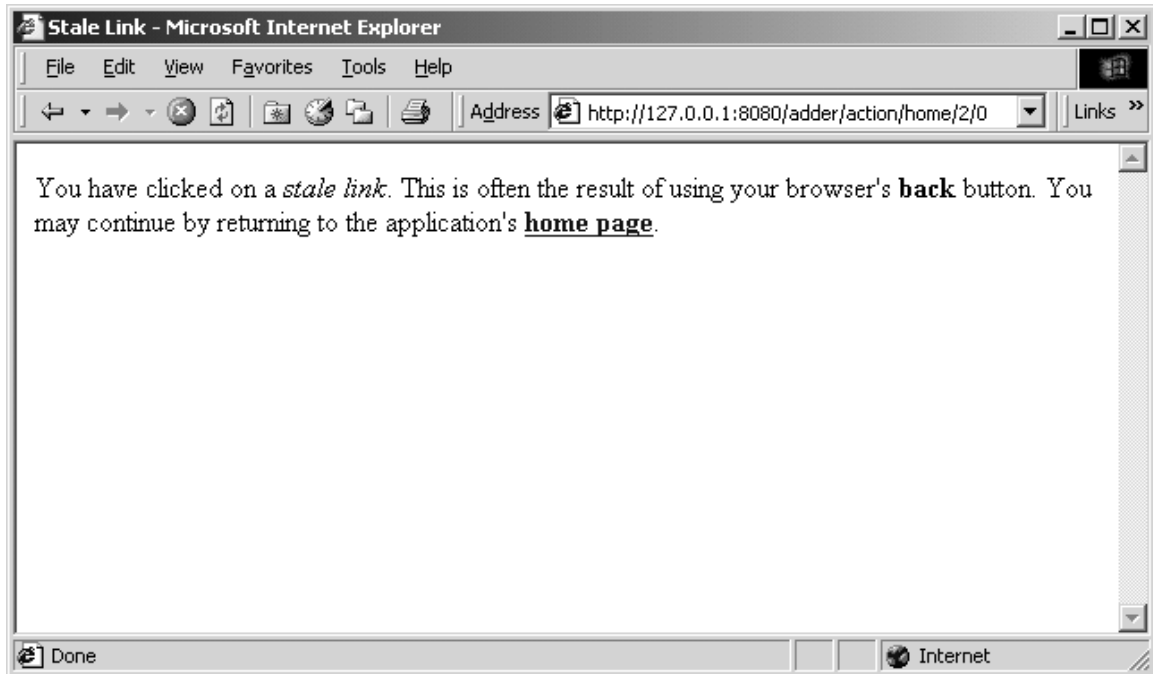 Stale Link - Microsoft Internet Explorer
File Edit View Favorites Tools Help
Address http://127.0.0.1:8080/adder/action/home/2/0 Links »
You have clicked on a stale link. This is often the result of using your browser's back button. You
may continue by returning to the application's home page.
Done Internet